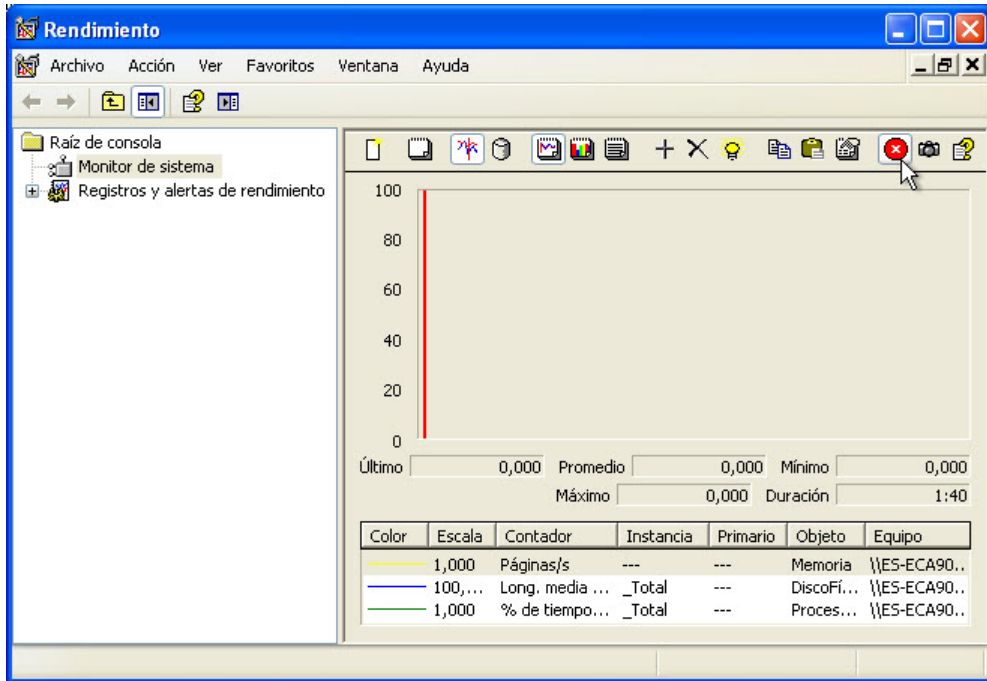 Rendimiento
Archivo Acción Ver Favoritos Ventana Ayuda
Raíz de consola
Monitor de sistema
Registros y alertas de rendimiento
100
80
60
40
20
0
Último 0,000 Promedio 0,000 Mínimo 0,000
Máximo 0,000 Duración 1:40
Color Escala Contador Instancia Primario Objeto Equipo
1,000 Páginas/s --- --- Memoria \\ES-ECA90..
100,... Long. media ... _Total --- DiscoFí... \\ES-ECA90..
1,000 % de tiempo... _Total --- Proces... \\ES-ECA90..